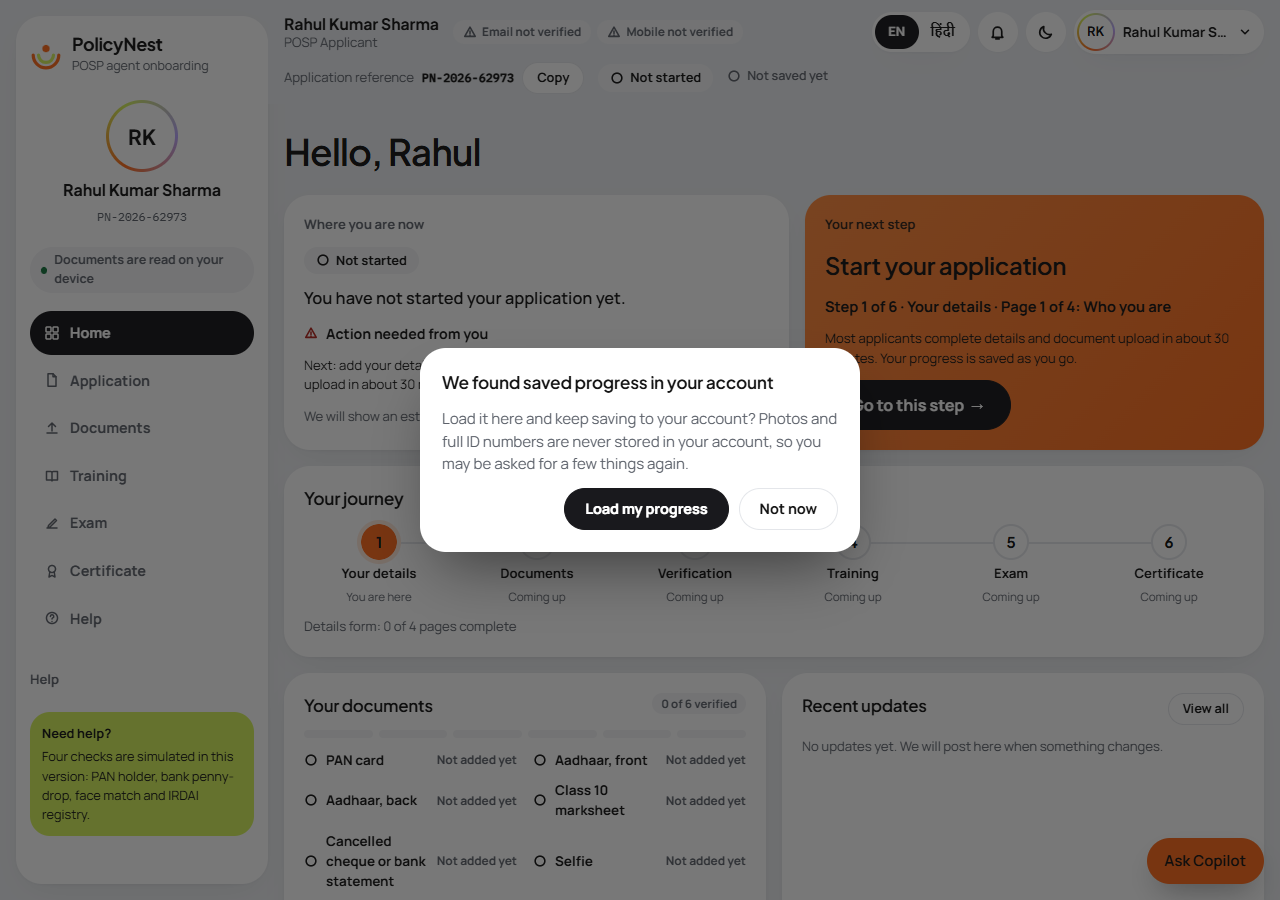 PolicyNest
POSP agent onboarding
RK
Rahul Kumar Sharma
PN-2026-62973
Documents are read on your
device
Home
Application
Documents
Training
Exam
Certificate
Help
Help
Need help?
Four checks are simulated in this
version: PAN holder, bank penny-
drop, face match and IRDAI
registry.
Rahul Kumar Sharma
POSP Applicant
Email not verified
Mobile not verified
EN
हिंदी
RK
Rahul Kumar S...
Application reference PN-2026-62973 Copy
Not started
Not saved yet
Hello, Rahul
Where you are now
Not started
You have not started your application yet.
Action needed from you
Next: add your deta
upload in about 30
We will show an est
Your next step
Start your application
Step 1 of 6 · Your details · Page 1 of 4: Who you are
Most applicants complete details and document upload in about 30
tes. Your progress is saved as you go.
Go to this step →
We found saved progress in your account
Load it here and keep saving to your account? Photos and
full ID numbers are never stored in your account, so you
may be asked for a few things again.
Load my progress
Not now
Your journey
1
4
5
6
Your details
Documents
Verification
Training
Exam
Certificate
You are here
Coming up
Coming up
Coming up
Coming up
Coming up
Details form: 0 of 4 pages complete
Your documents
0 of 6 verified
PAN card
Not added yet
Aadhaar, front
Not added yet
Aadhaar, back
Not added yet
Class 10
marksheet
Not added yet
Cancelled
cheque or bank
statement
Not added yet
Selfie
Not added yet
Recent updates
View all
No updates yet. We will post here when something changes.
Ask Copilot